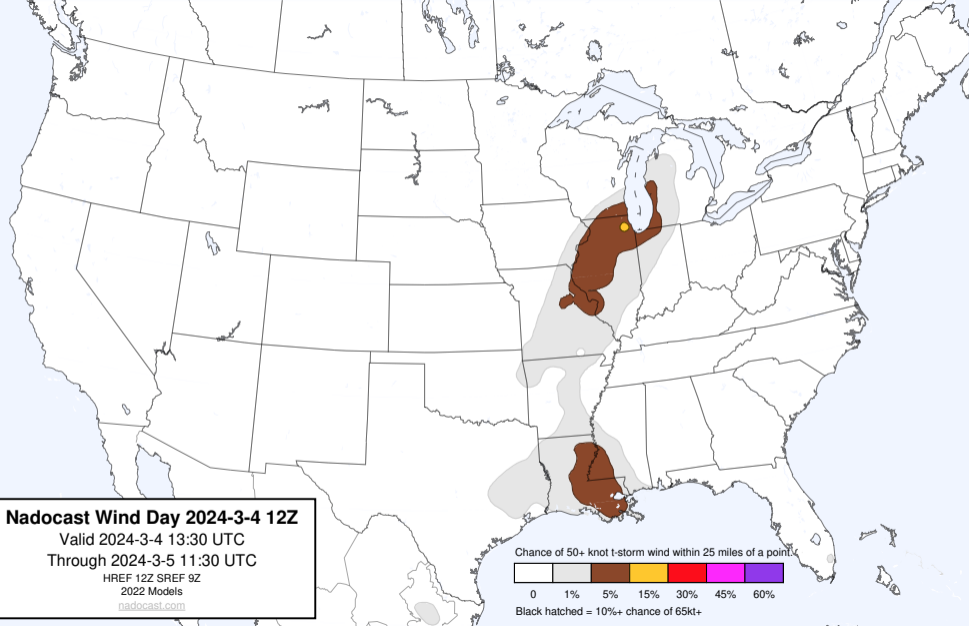 Nadocast Wind Day 2024-3-4 12Z
Valid 2024-3-4 13:30 UTC
Through 2024-3-5 11:30 UTC
HREF 12Z SREF 9Z
2022 Models
nadocast.com
Chance of 50+ knot t-storm wind within 25 miles of a point.
0 1% 5% 15% 30% 45% 60%
Black hatched = 10%+ chance of 65kt+